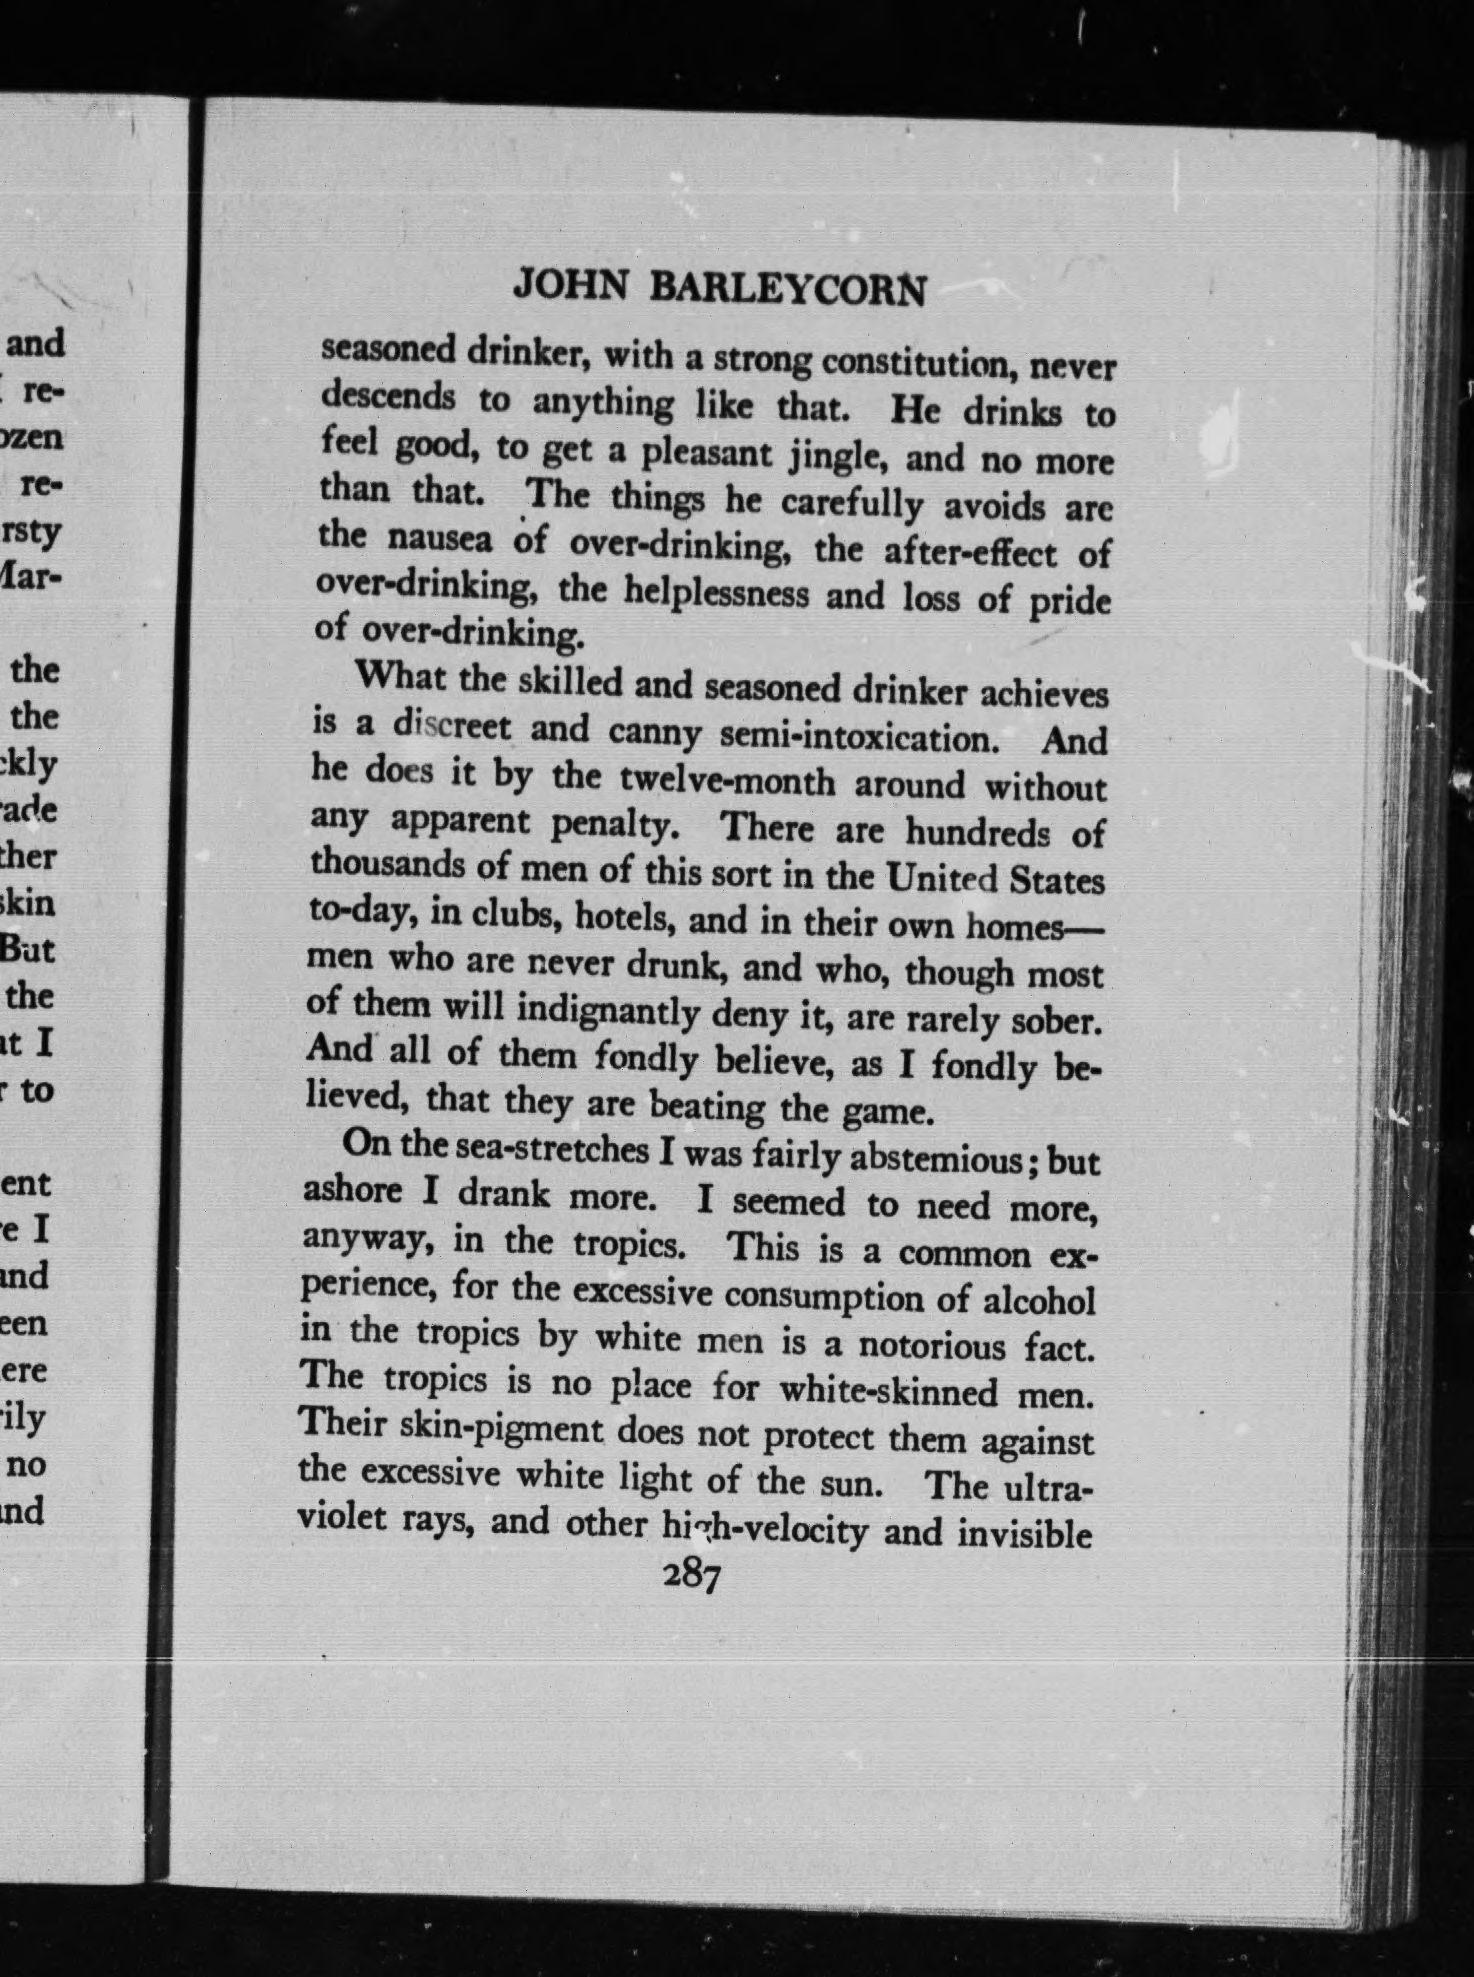 and
re-
re-
the
the
But
the
I
to
I
no
JOHN BARLEYCORN
seasoned drinker, with a strong constitution, never
descends to anything like that. He drinks to
feel good, to get a pleasant jingle, and no more
than that. The things he carefully avoids are
the nausea of over-drinking, the after-effect of
over-drinking, the helplessness and loss of pride
of over-drinking.
What the skilled and seasoned drinker achieves
is a discreet and canny semi-intoxication. And
he does it by the twelve-month around without
any apparent penalty. There are hundreds of
thousands of men of this sort in the United States
to-day, in clubs, hotels, and in their own homes—
men who are never drunk, and who, though most
of them will indignantly deny it, are rarely sober.
And all of them fondly believe, as I fondly be-
lieved, that they are beating the game.
On the sea-stretches I was fairly abstemious; but
ashore I drank more. I seemed to need more,
anyway, in the tropics. This is a common ex-
perience, for the excessive consumption of alcohol
in the tropics by white men is a notorious fact.
The tropics is no place for white-skinned men.
Their skin-pigment does not protect them against
the excessive white light of the sun. The ultra-
violet rays, and other high-velocity and invisible
287